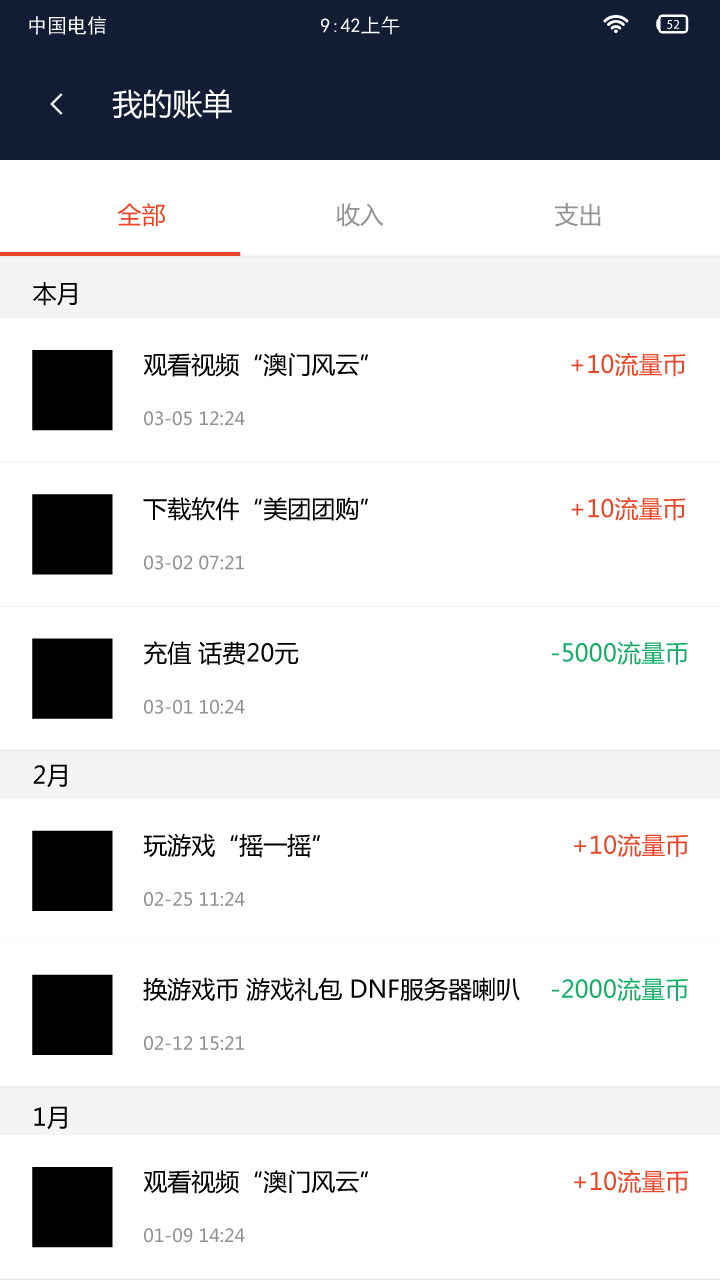 中国电信 9:42上午 52
我的账单
全部 收入 支出
本月
观看视频“澳门风云” +10流量币
03-05 12:24
下载软件“美团团购” +10流量币
03-02 07:21
充值 话费20元 -5000流量币
03-01 10:24
2月
玩游戏“摇一摇” +10流量币
02-25 11:24
换游戏币 游戏礼包 DNF服务器喇叭 -2000流量币
02-12 15:21
1月
观看视频“澳门风云” +10流量币
01-09 14:24